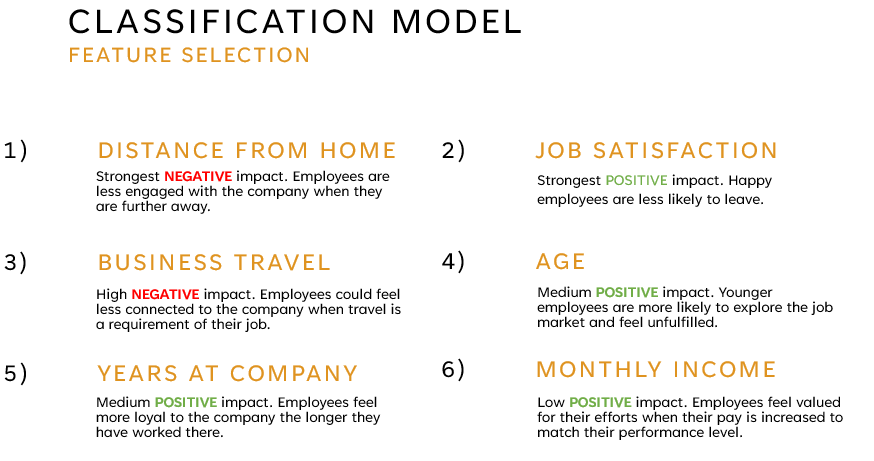 CLASSIFICATION MODEL
FEATURE SELECTION
1)
DISTANCE FROM HOME
Strongest NEGATIVE impact. Employees are
less engaged with the company when they
are further away.
2)
JOB SATISFACTION
Strongest POSITIVE impact. Happy
employees are less likely to leave.
3)
BUSINESS TRAVEL
High NEGATIVE impact. Employees could feel
less connected to the company when travel is
a requirement of their job.
4)
AGE
Medium POSITIVE impact. Younger
employees are more likely to explore the job
market and feel unfulfilled.
5)
YEARS AT COMPANY
Medium POSITIVE impact. Employees feel
more loyal to the company the longer they
have worked there.
6)
MONTHLY INCOME
Low POSITIVE impact. Employees feel valued
for their efforts when their pay is increased to
match their performance level.